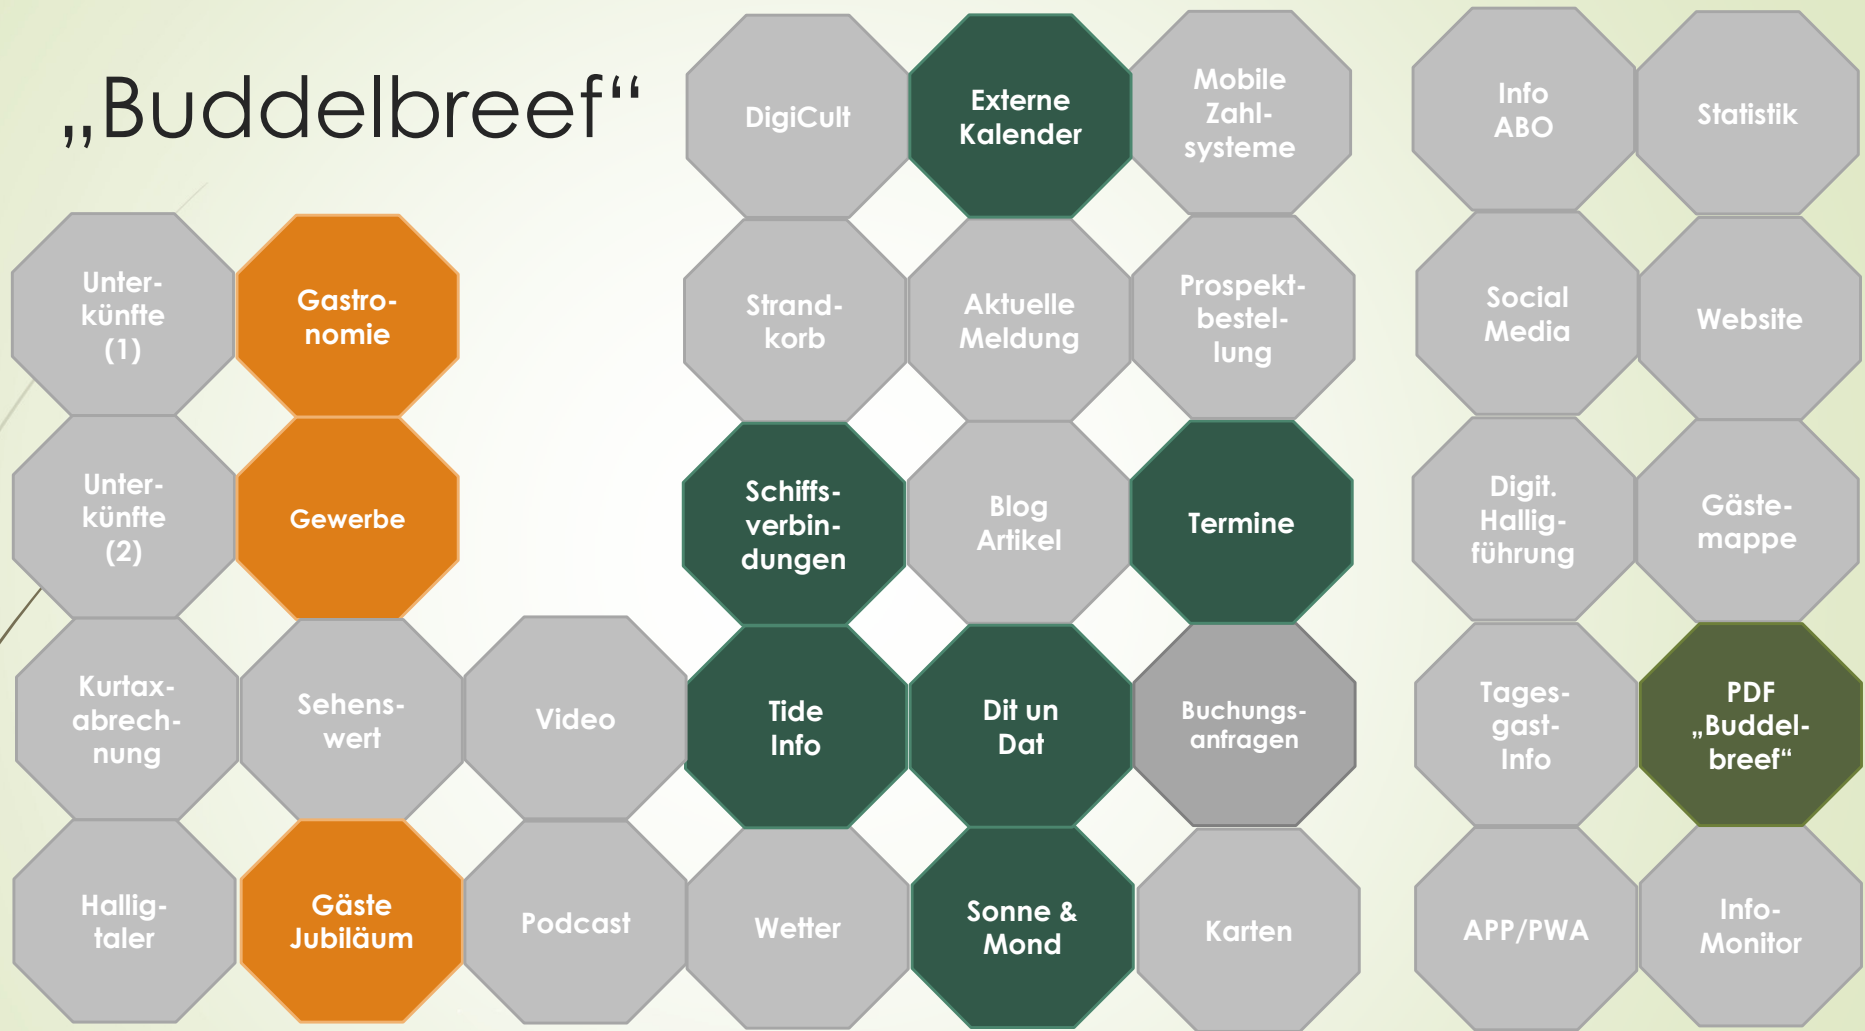 „Buddelbreef“
DigiCult
Externe
Kalender
Mobile
Zahl-
systeme
Info
ABO
Statistik
Unter-
künfte
(1)
Gastro-
nomie
Strand-
korb
Aktuelle
Meldung
Prospekt-
bestel-
lung
Social
Media
Website
Unter-
künfte
(2)
Gewerbe
Schiffs-
verbin-
dungen
Blog
Artikel
Termine
Digit.
Hallig-
führung
Gäste-
mappe
Kurtax-
abrech-
nung
Sehens-
wert
Video
Tide
Info
Dit un
Dat
Buchungs-
anfragen
Tages-
gast-
Info
PDF
„Buddel-
breef“
Hallig-
taler
Gäste
Jubiläum
Podcast
Wetter
Sonne &
Mond
Karten
APP/PWA
Info-
Monitor